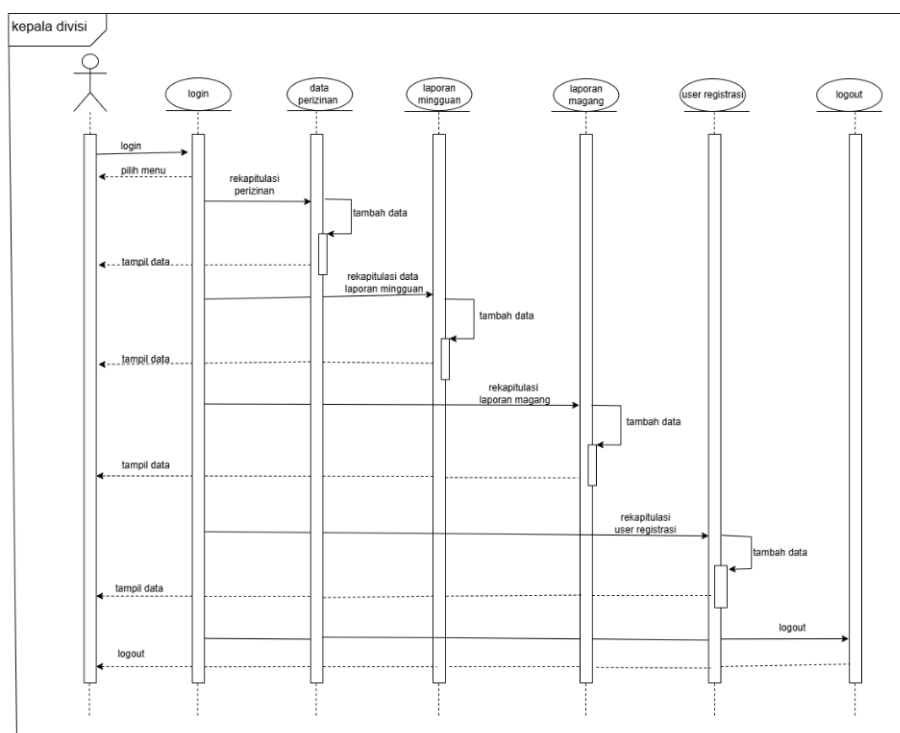 kepala divisi
login
data
perizinan
laporan
mingguan
laporan
magang
user registrasi
logout
login
pilih menu
rekapitulasi
perizinan
tambah data
tampil data
rekapitulasi data
laporan mingguan
tambah data
tampil data
rekapitulasi
laporan magang
tambah data
tampil data
rekapitulasi
user registrasi
tambah data
tampil data
logout
logout